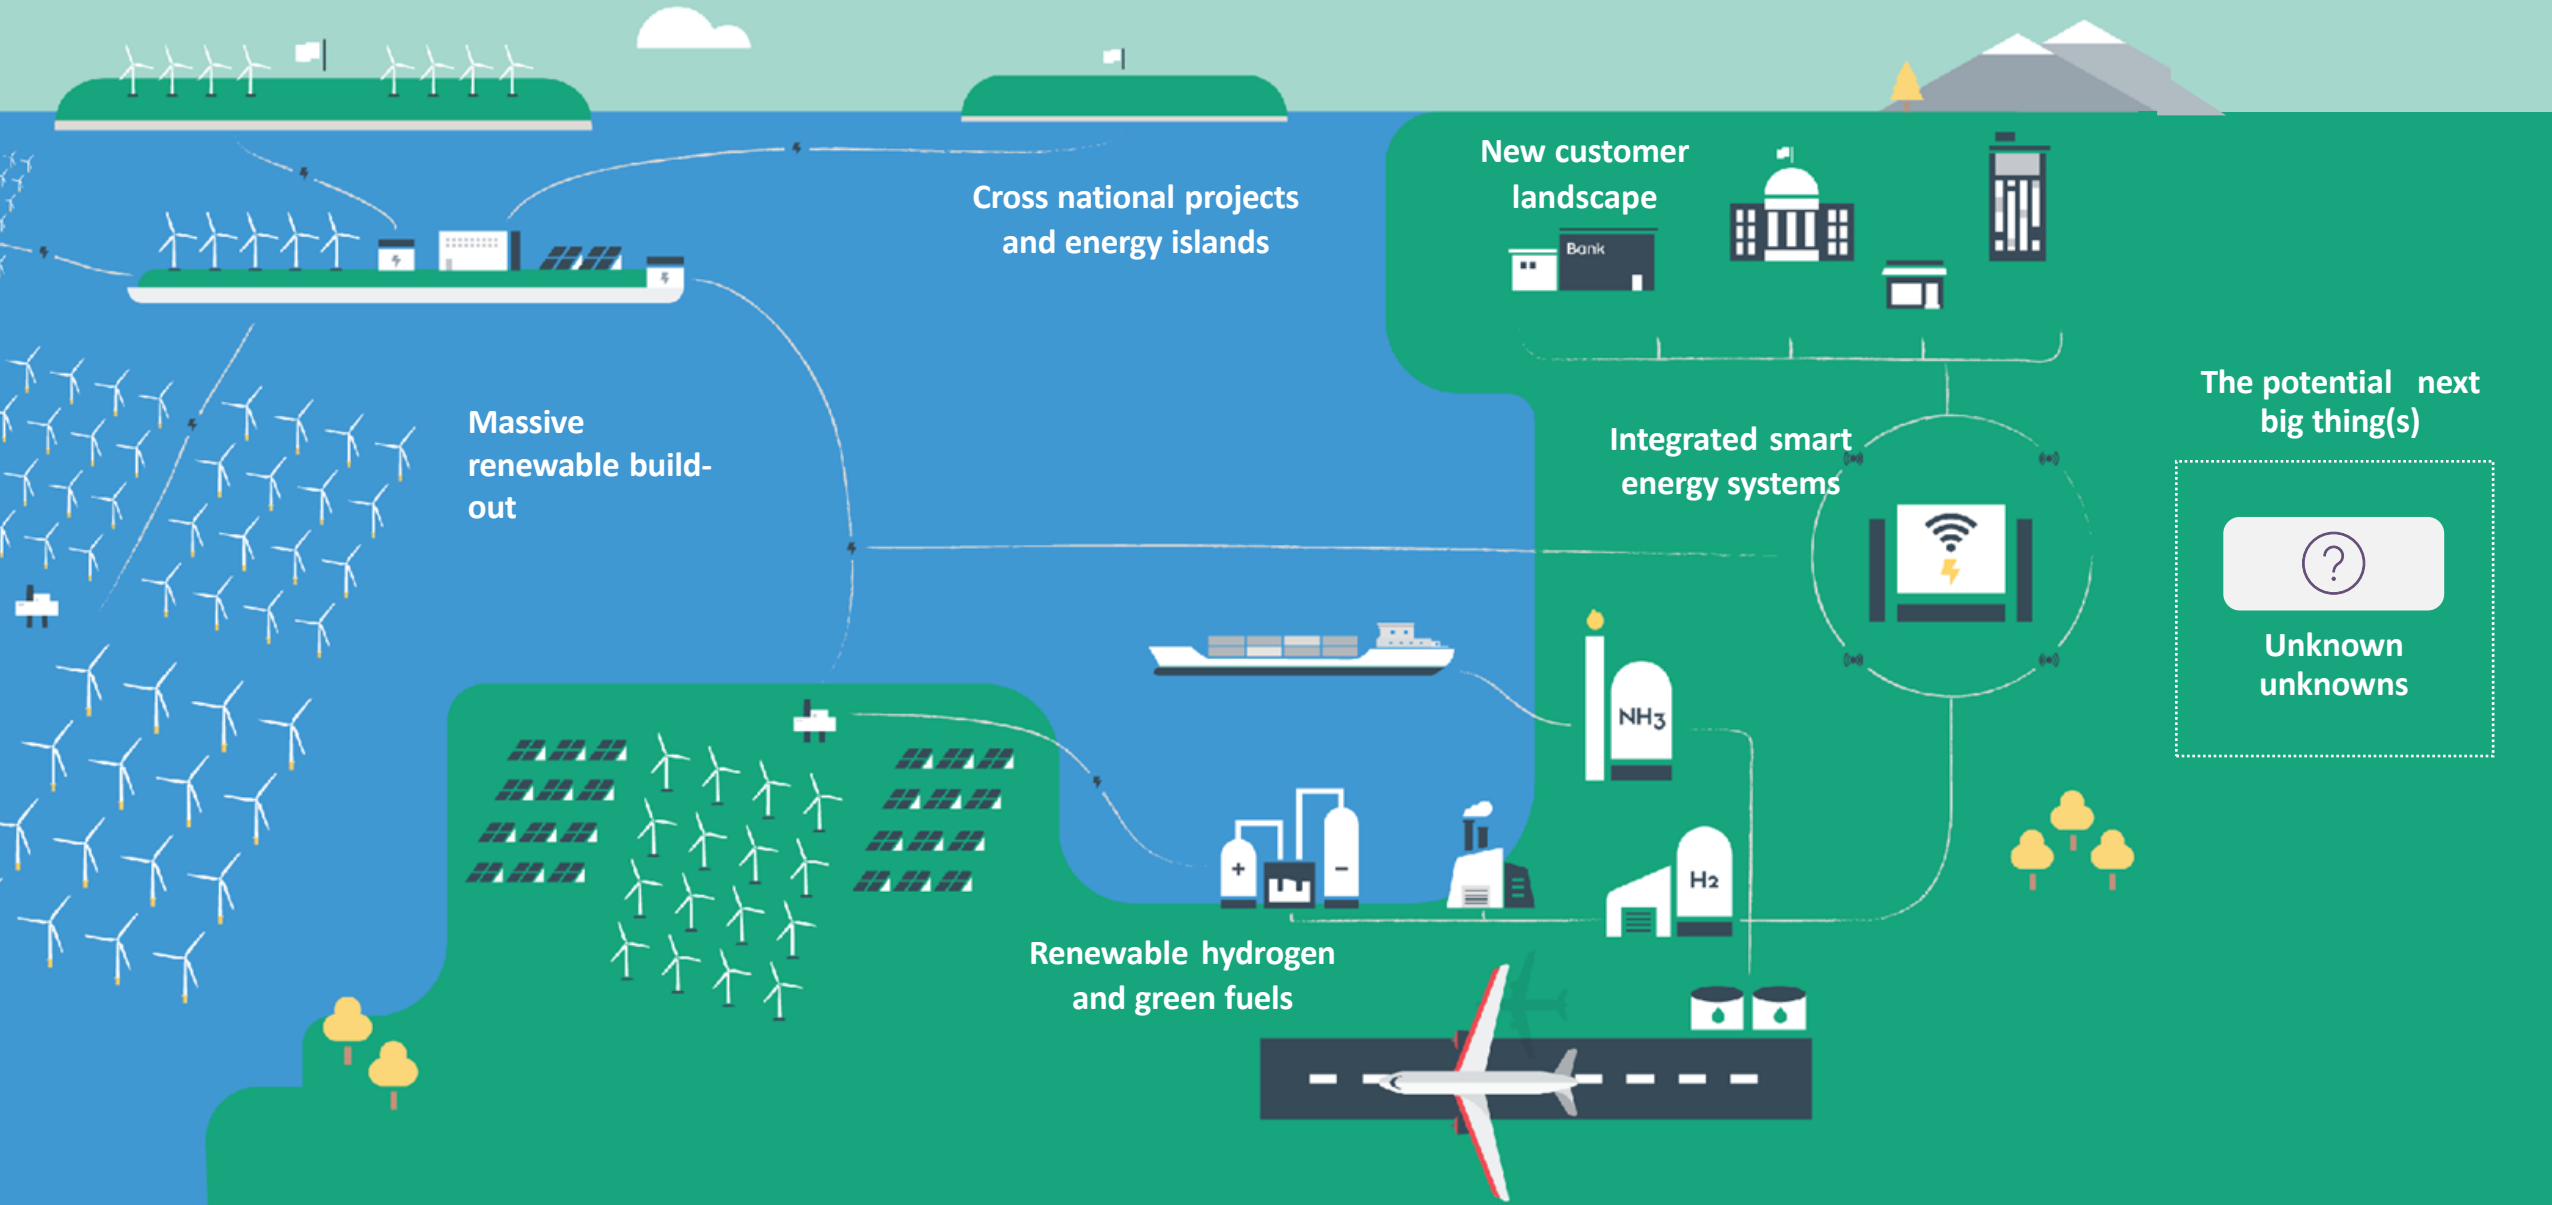 Cross national projects
and energy islands
New customer
landscape
Bank
Massive
renewable build-
out
Integrated smart
energy systems
The potential next
big thing(s)
?
Unknown
unknowns
NH3
+
-
H2
Renewable hydrogen
and green fuels